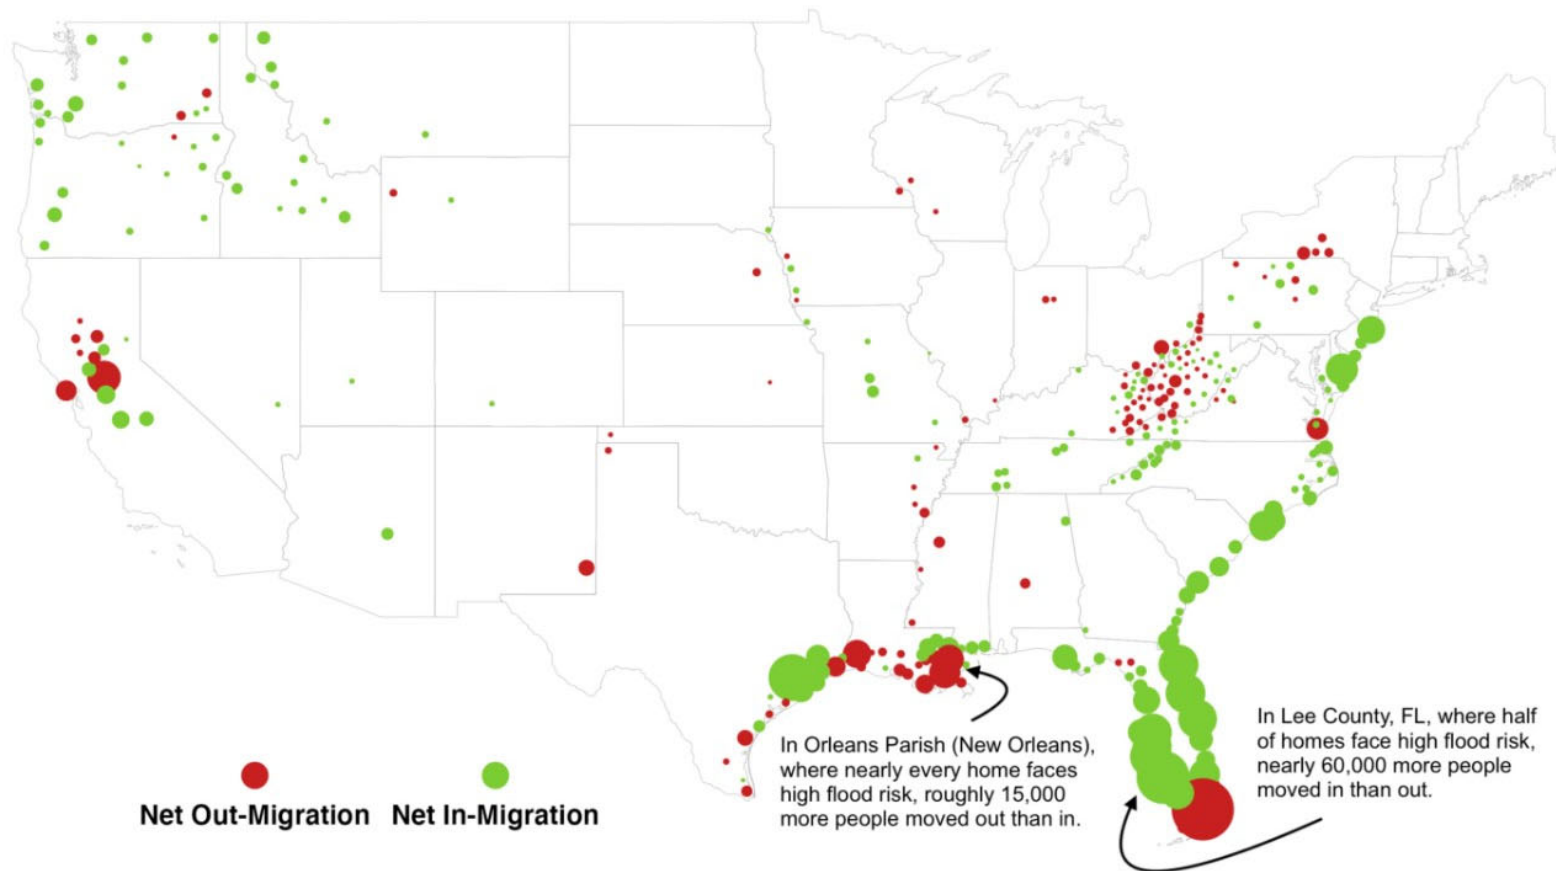 In Orleans Parish (New Orleans),
where nearly every home faces
high flood risk, roughly 15,000
more people moved out than in.
In Lee County, FL, where half
of homes face high flood risk,
nearly 60,000 more people
moved in than out.
Net Out-Migration
Net In-Migration